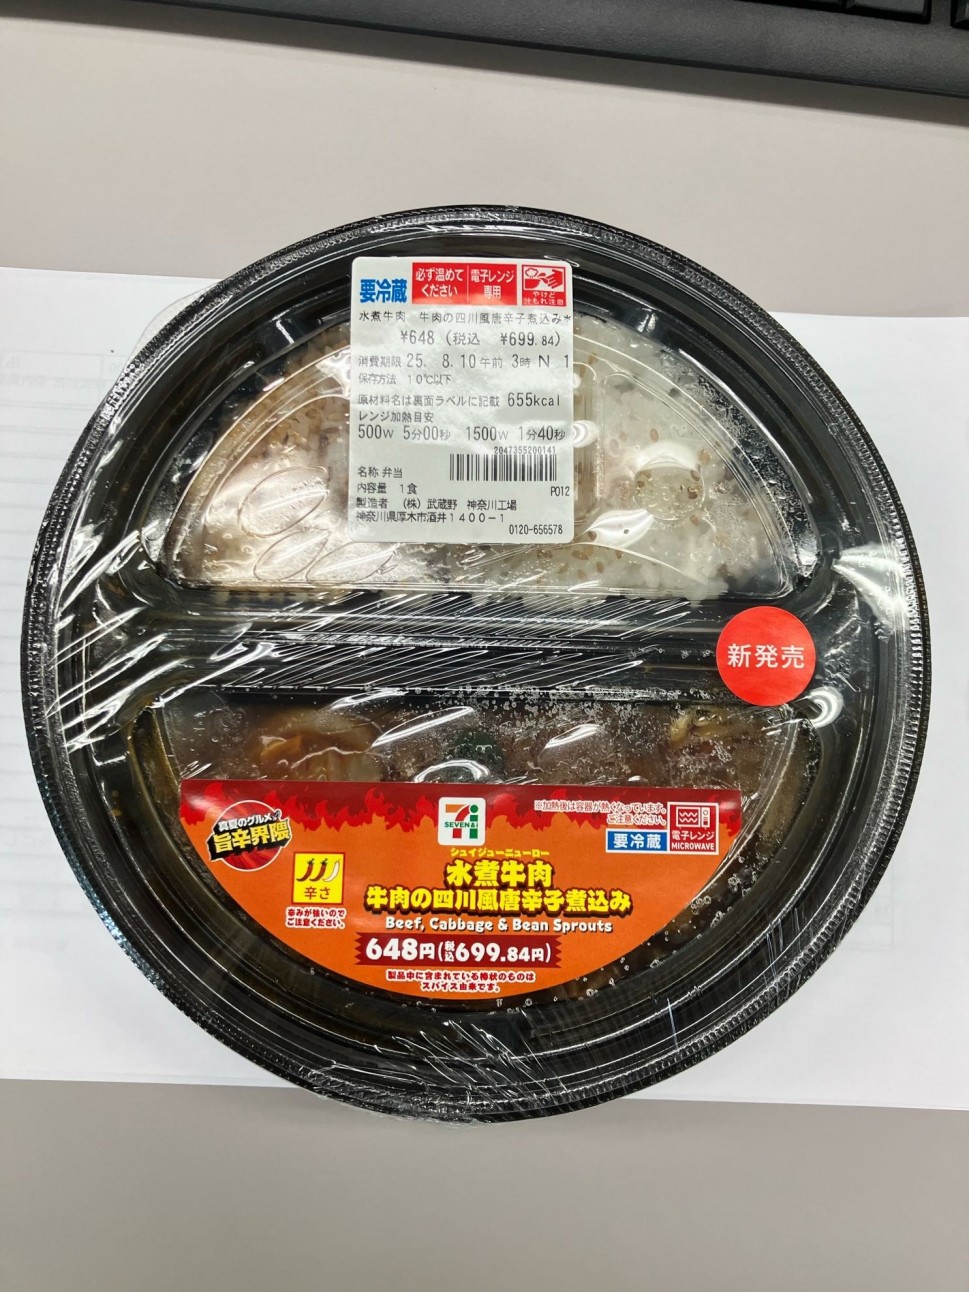 要冷蔵
必ず温めて
ください
電子レンジ
専用
やけど
汁もれ注意
水煮牛肉 牛肉の四川風唐辛子煮込み*
¥648 (税込 ¥699.84)
消費期限 25. 8.10午前 3時 N 1
保存方法 10℃以下
原材料名は裏面ラベルに記載 655kcal
レンジ加熱目安
500W 5分00秒 1500W 1分40秒
2047355200141
名称 弁当
内容量 1食
P012
製造者 (株)武蔵野 神奈川工場
神奈川県厚木市酒井1400-1
0120-656578
新発売
真夏のグルメ
旨辛界隈
SEVEN&i
※加熱後は容器が熱くなっています。
ご注意ください。
要冷蔵
電子レンジ
MICROWAVE
辛さ
辛みが強いので
ご注意ください。
シュイジューニューロー
水煮牛肉
牛肉の四川風唐辛子煮込み
Beef, Cabbage & Bean Sprouts
648円(税込699.84円)
製品中に含まれている棒状のものは
スパイス由来です。